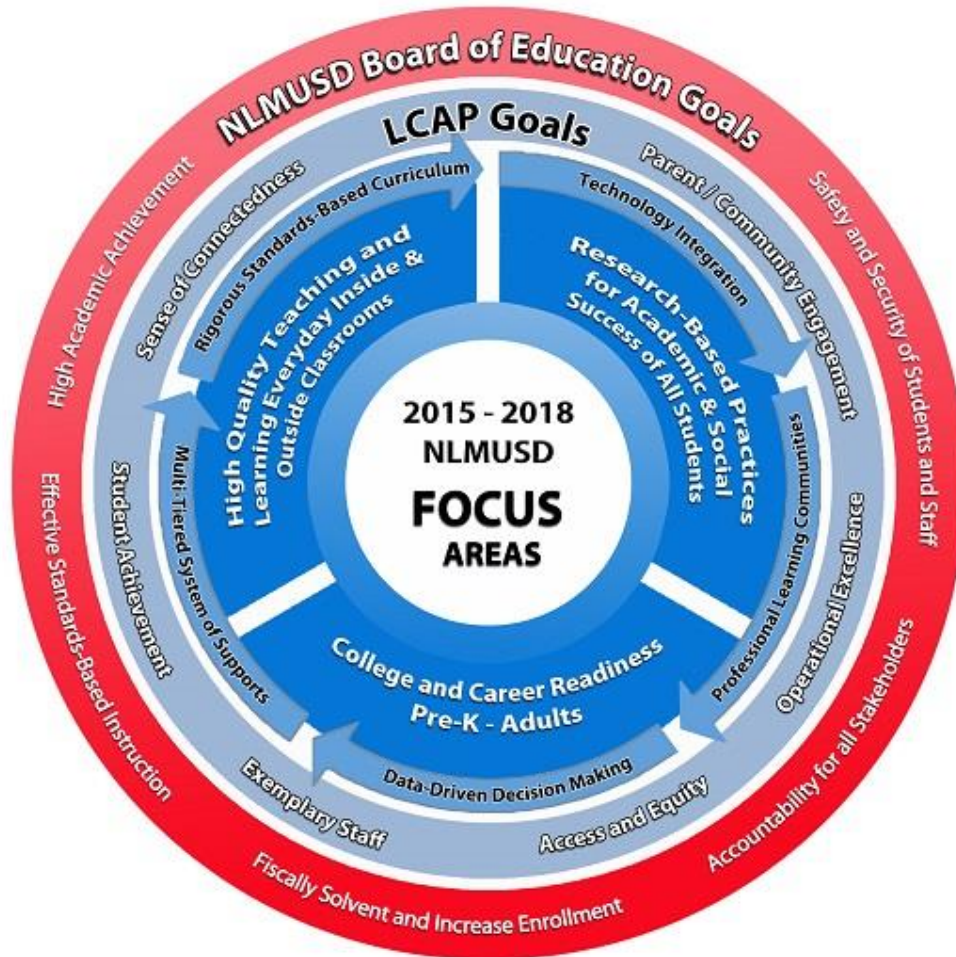 NLMUSD Board of Education Goals
Safety and Security of Students and Staff
Accountability for all Stakeholders
Fiscally Solvent and Increase Enrollment
Effective Standards-Based Instruction
High Academic Achievement
LCAP Goals
Parent / Community Engagement
Operational Excellence
Access and Equity
Exemplary Staff
Student Achievement
Sense of Connectedness
Rigorous Standards-Based Curriculum
Technology Integration
Professional Learning Communities
Data-Driven Decision Making
Multi-Tiered System of Supports
High Quality Teaching and
Learning Everyday Inside &
Outside Classrooms
Research-Based Practices
for Academic & Social
Success of All Students
College and Career Readiness
Pre-K - Adults
2015 - 2018
NLMUSD
FOCUS
AREAS